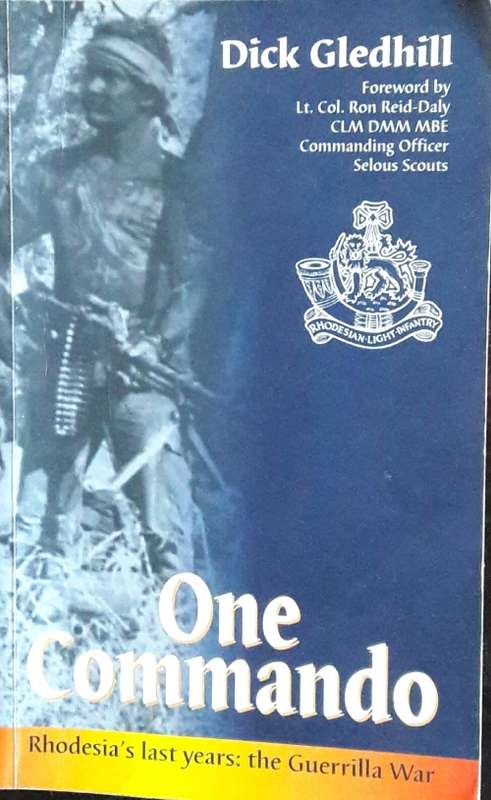 Dick Gledhill
Foreword by
Lt. Col. Ron Reid-Daly
CLM DMM MBE
Commanding Officer
Selous Scouts
RHODESIAN·LIGHT·INFANTRY
One
Commando
Rhodesia's last years: the Guerrilla War